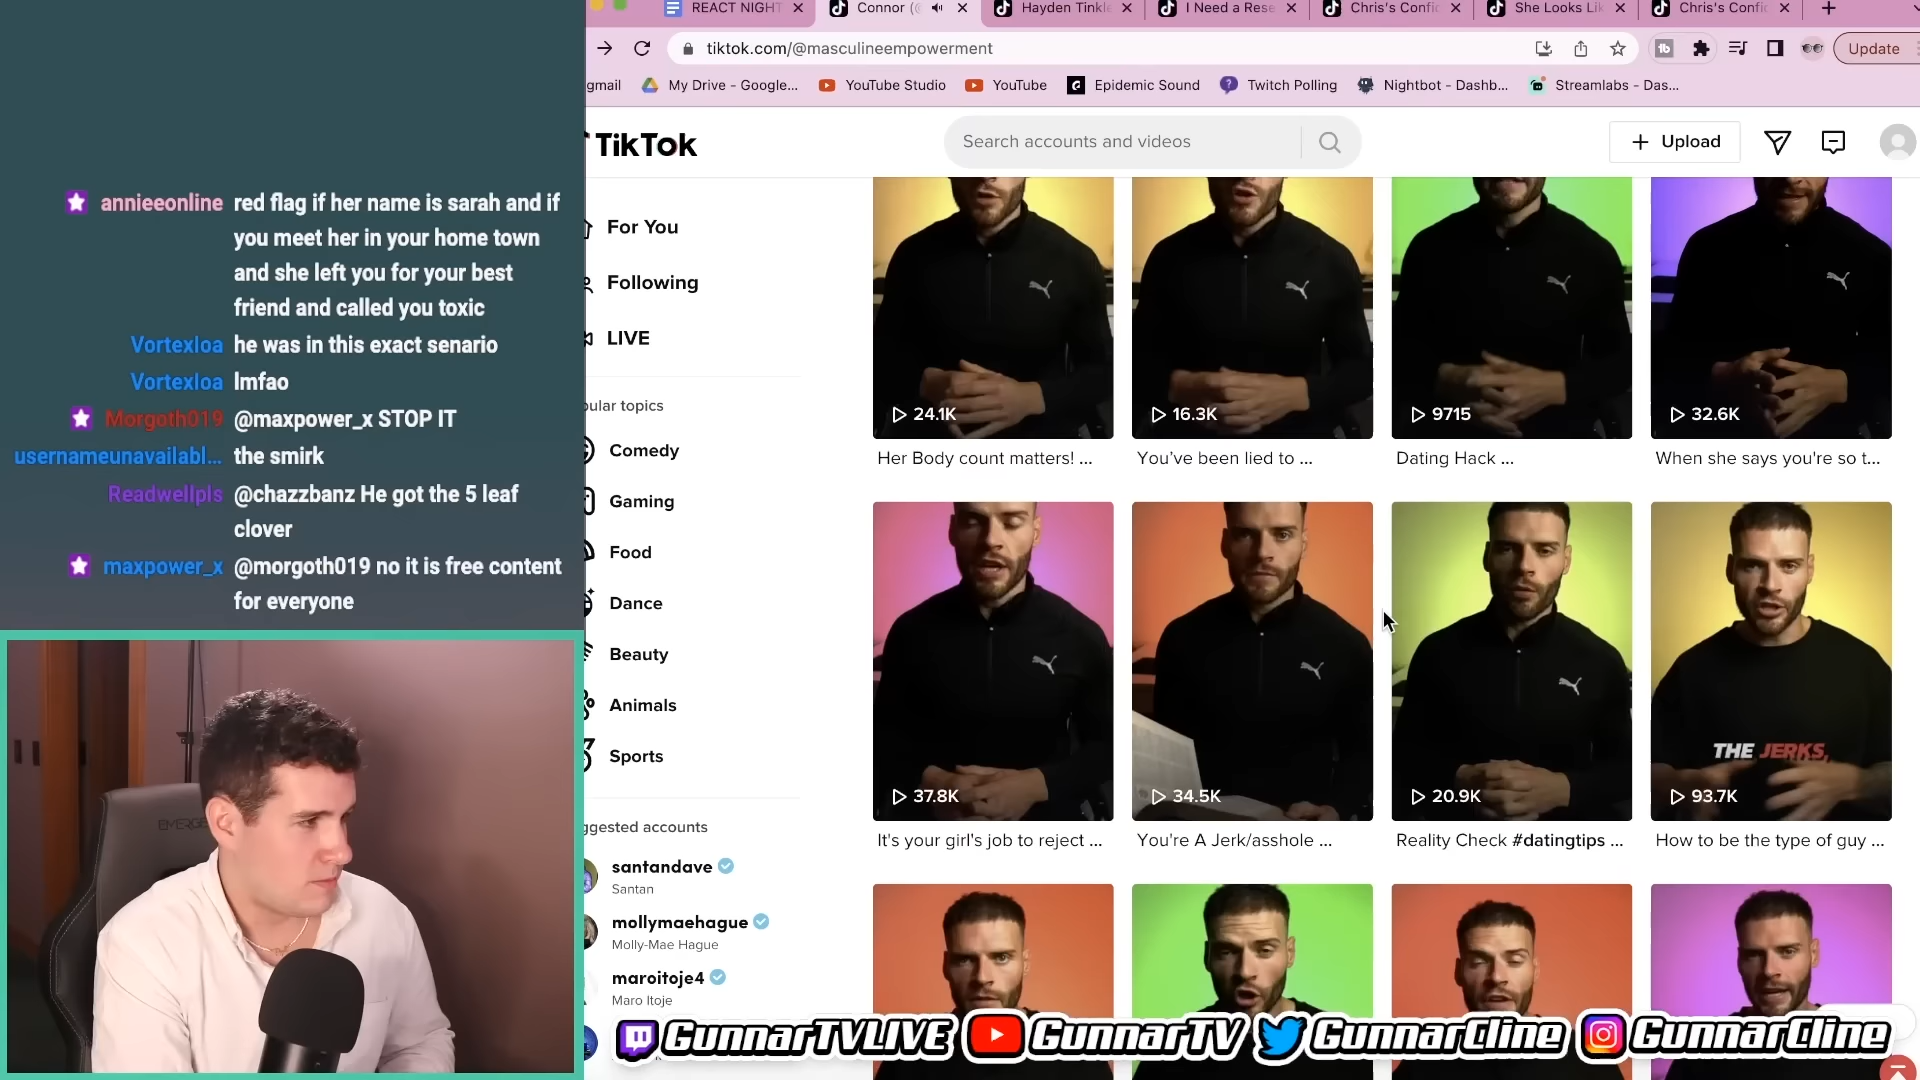 REACT NIGHT
Connor (@
Hayden Tinkle
I Need a Rese
Chris's Confid
She Looks Lik
Chris's Confid
tiktok.com/@masculineempowerment
Update
gmail
My Drive - Google...
YouTube Studio
YouTube
Epidemic Sound
Twitch Polling
Nightbot - Dashb...
Streamlabs - Das...
TikTok
Search accounts and videos
Upload
For You
Following
LIVE
pular topics
Comedy
Gaming
Food
Dance
Beauty
Animals
Sports
ggested accounts
santandave
Santan
mollymaehague
Molly-Mae Hague
maroitoje4
Maro Itoje
24.1K
16.3K
9715
32.6K
Her Body count matters! ...
You've been lied to ...
Dating Hack ...
When she says you're so t...
THE JERKS,
37.8K
34.5K
20.9K
93.7K
It's your girl's job to reject ...
You're A Jerk/asshole ...
Reality Check #datingtips ...
How to be the type of guy ...
annieeonline red flag if her name is sarah and if
you meet her in your home town
and she left you for your best
friend and called you toxic
Vortexloa he was in this exact senario
Vortexloa lmfao
Morgoth019 @maxpower_x STOP IT
usernameunavailabl... the smirk
Readwellpls @chazzbanz He got the 5 leaf
clover
maxpower_x @morgoth019 no it is free content
for everyone
GunnarTVLIVE
GunnarTV
GunnarCline
GunnarCline